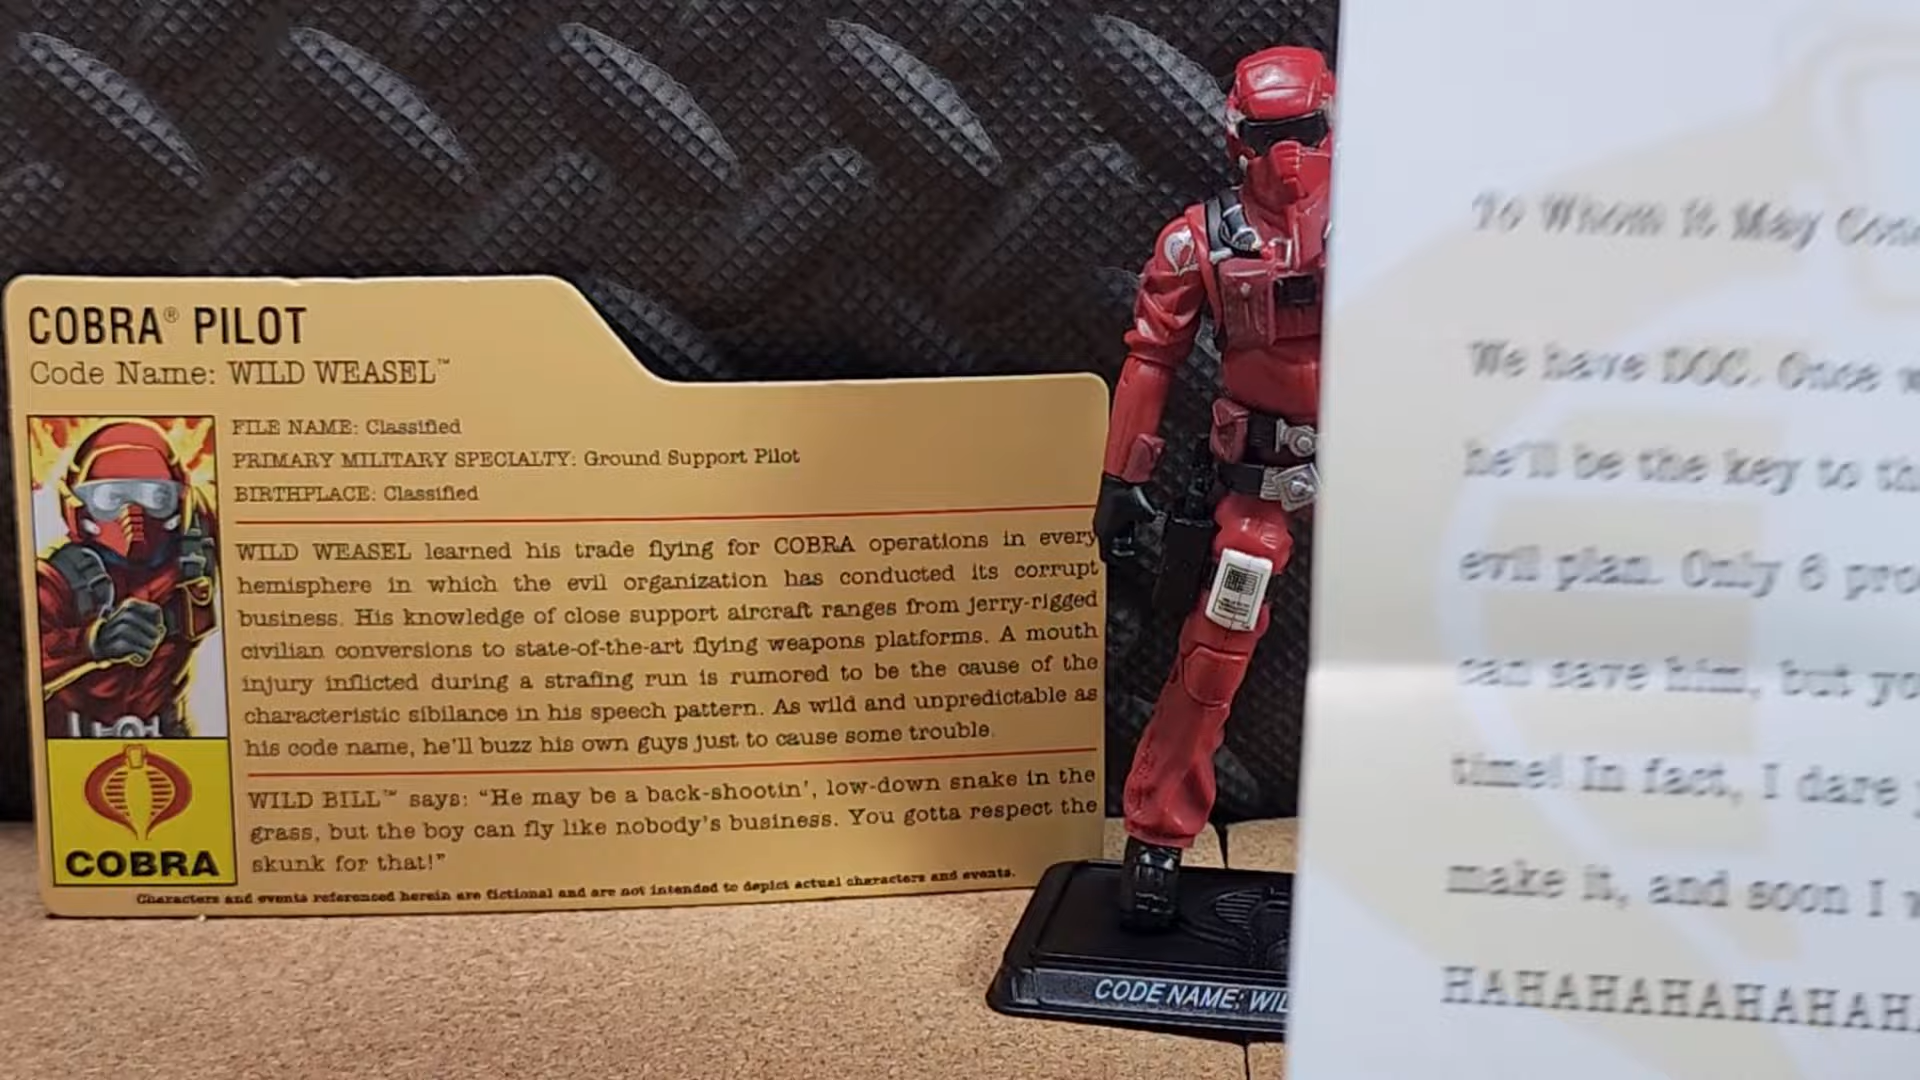 COBRA® PILOT
Code Name: WILD WEASEL™
FILE NAME: Classified
PRIMARY MILITARY SPECIALTY: Ground Support Pilot
BIRTHPLACE: Classified
WILD WEASEL learned his trade flying for COBRA operations in every
hemisphere in which the evil organization has conducted its corrupt
business. His knowledge of close support aircraft ranges from jerry-rigged
civilian conversions to state-of-the-art flying weapons platforms. A mouth
injury inflicted during a strafing run is rumored to be the cause of the
characteristic sibilance in his speech pattern. As wild and unpredictable as
his code name, he'll buzz his own guys just to cause some trouble.
WILD BILL™ says: "He may be a back-shootin', low-down snake in the
grass, but the boy can fly like nobody's business. You gotta respect the
skunk for that!"
COBRA
Characters and events referenced herein are fictional and are not intended to depict actual characters and events.
CODE NAME: WIL
To Whom It May Conc
We have DOC. Once w
he'll be the key to th
evil plan. Only 6 pro
can save him, but yo
time! In fact, I dare y
make it, and soon I w
HAHAHAHAHAHAH